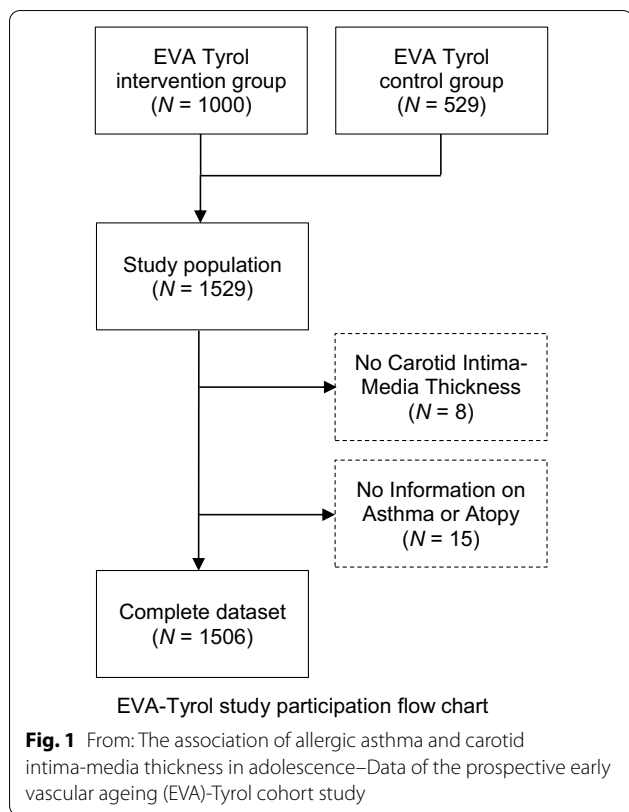 EVA Tyrol
intervention group
(N = 1000)
EVA Tyrol
control group
(N = 529)
Study population
(N = 1529)
No Carotid Intima-
Media Thickness
(N = 8)
No Information on
Asthma or Atopy
(N = 15)
Complete dataset
(N = 1506)
EVA-Tyrol study participation flow chart
Fig. 1 From: The association of allergic asthma and carotid
intima-media thickness in adolescence–Data of the prospective early
vascular ageing (EVA)-Tyrol cohort study